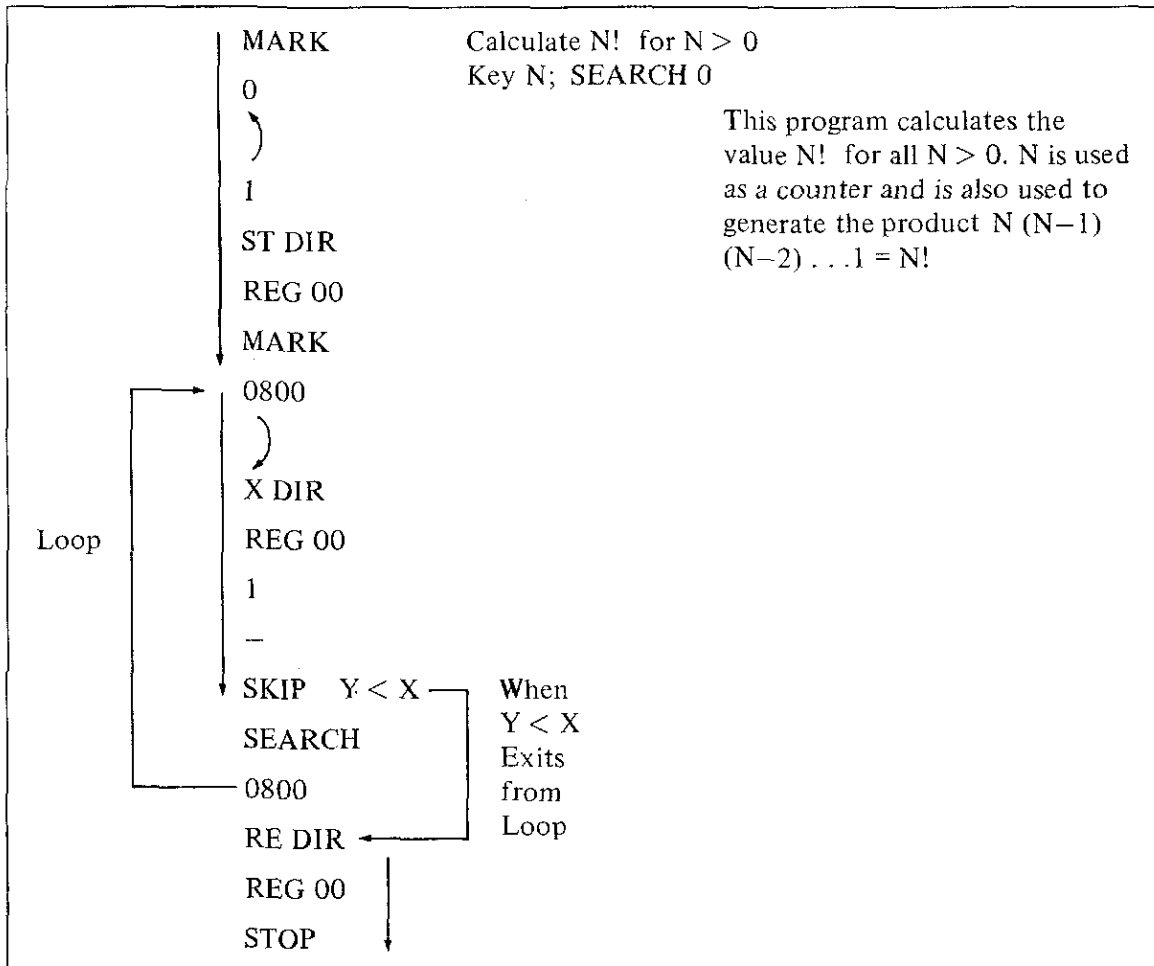 MARK
Calculate N! for N > 0
Key N; SEARCH 0
0
This program calculates the
value N! for all N > 0. N is used
as a counter and is also used to
generate the product N (N–1)
(N–2) . . .1 = N!
1
ST DIR
REG 00
MARK
0800
X DIR
Loop
REG 00
1
–
SKIP Y < X
When
Y < X
Exits
from
Loop
SEARCH
0800
RE DIR
REG 00
STOP